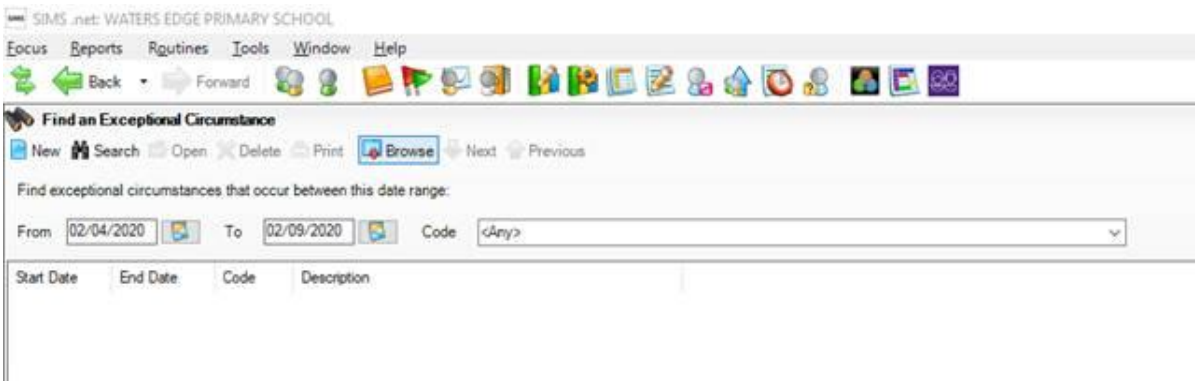 SIMS .net: WATERS EDGE PRIMARY SCHOOL
Focus Reports Routines Tools Window Help
Back Forward
Find an Exceptional Circumstance
New Search Open Delete Print Browse Next Previous
Find exceptional circumstances that occur between this date range:
From 02/04/2020 To 02/09/2020 Code <Any>
Start Date End Date Code Description